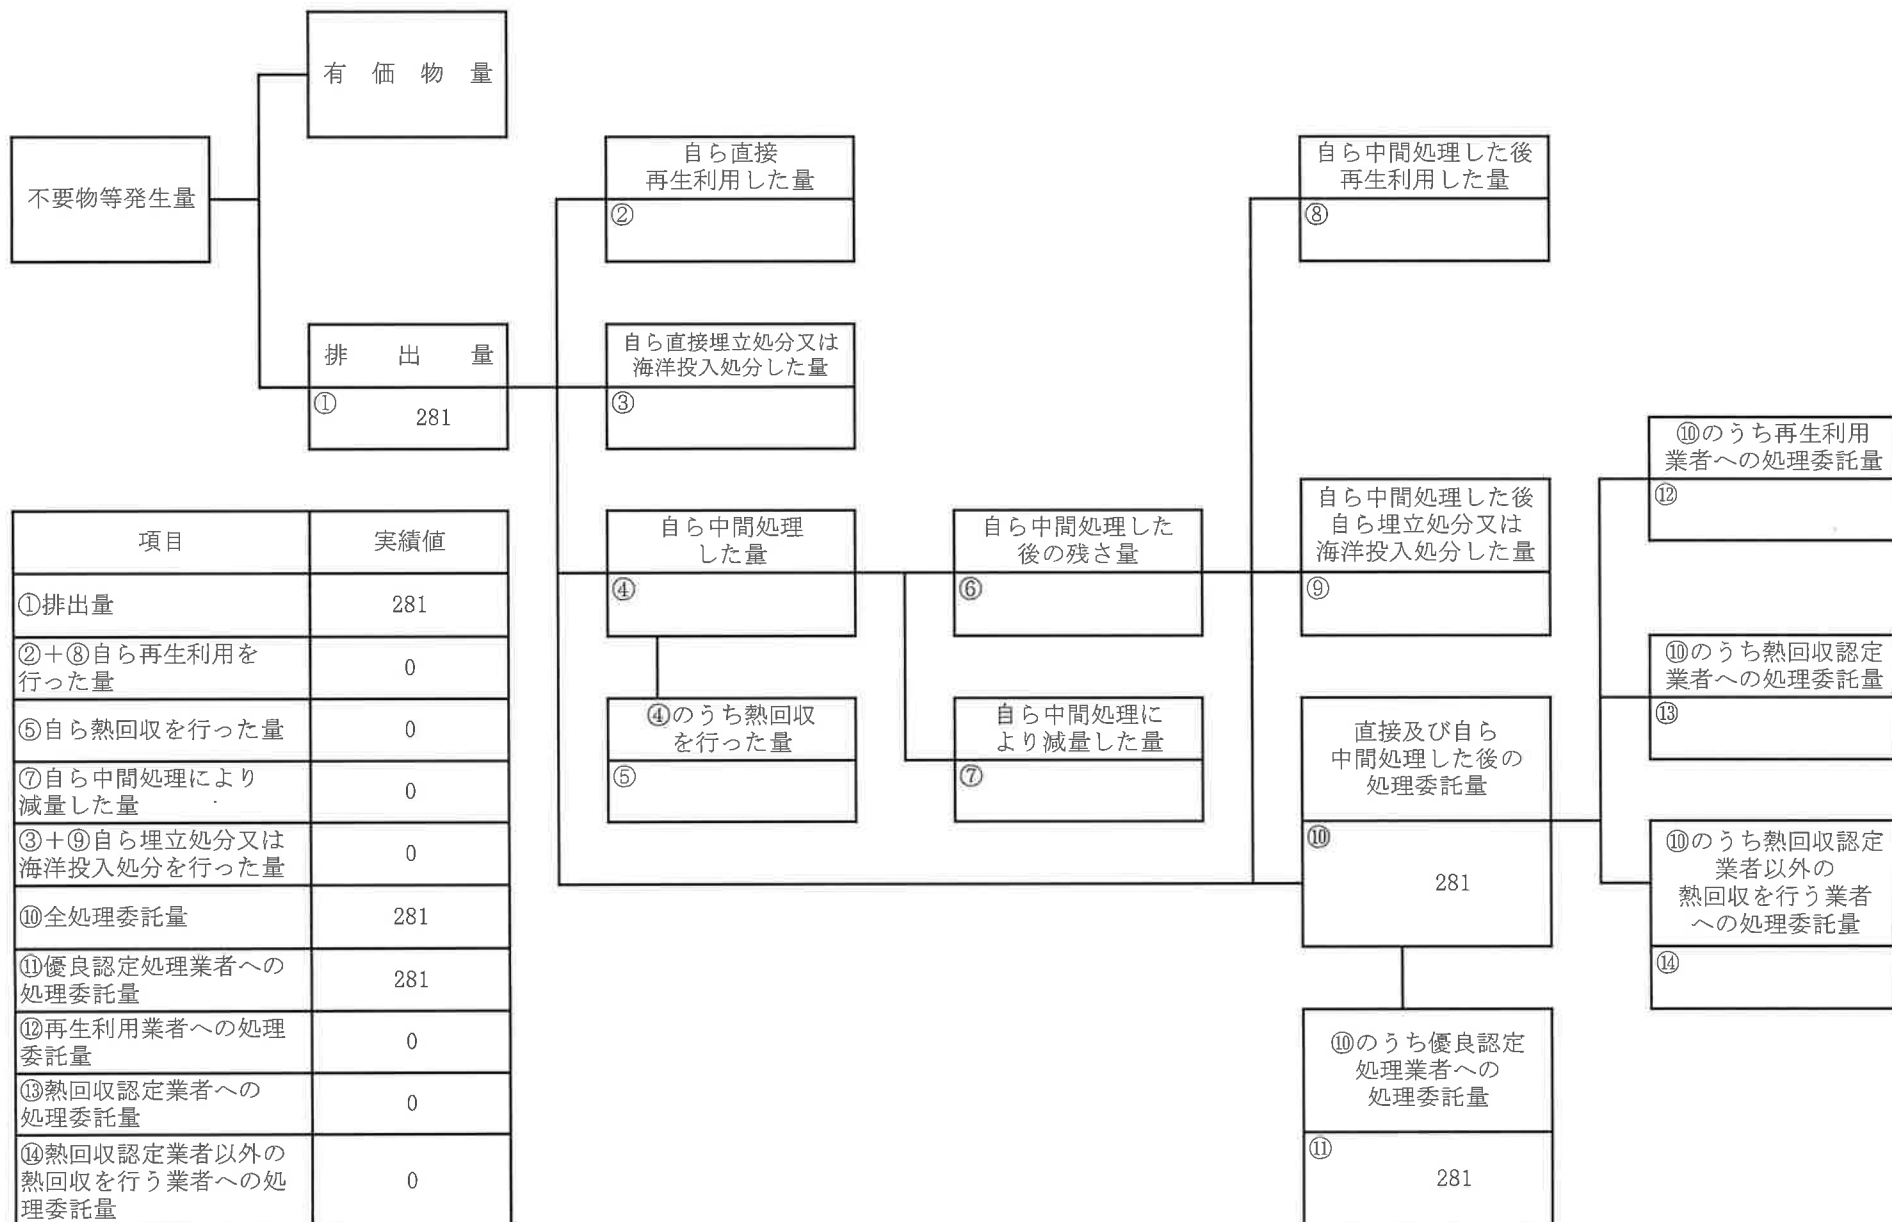 有価物量
不要物等発生量
排出量
①
281
自ら直接
再生利用した量
②
自ら直接埋立処分又は
海洋投入処分した量
③
自ら中間処理
した量
④
④のうち熱回収
を行った量
⑤
自ら中間処理した
後の残さ量
⑥
自ら中間処理に
より減量した量
⑦
自ら中間処理した後
再生利用した量
⑧
自ら中間処理した後
自ら埋立処分又は
海洋投入処分した量
⑨
直接及び自ら
中間処理した後の
処理委託量
⑩
281
⑩のうち優良認定
処理業者への
処理委託量
⑪
281
⑩のうち再生利用
業者への処理委託量
⑫
⑩のうち熱回収認定
業者への処理委託量
⑬
⑩のうち熱回収認定
業者以外の
熱回収を行う業者
への処理委託量
⑭
項目 実績値
①排出量 281
②+⑧自ら再生利用を
行った量 0
⑤自ら熱回収を行った量 0
⑦自ら中間処理により
減量した量 0
③+⑨自ら埋立処分又は
海洋投入処分を行った量 0
⑩全処理委託量 281
⑪優良認定処理業者への
処理委託量 281
⑫再生利用業者への処理
委託量 0
⑬熱回収認定業者への
処理委託量 0
⑭熱回収認定業者以外の
熱回収を行う業者への処
理委託量 0